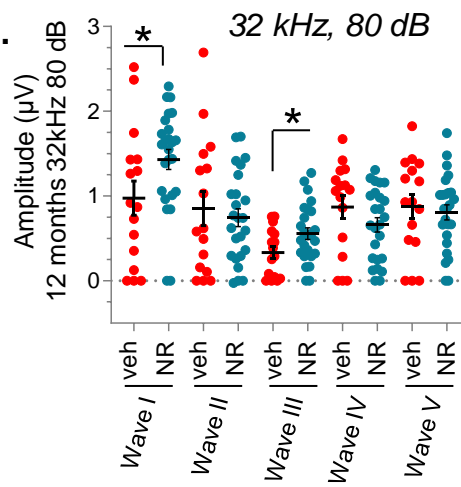 .
32 kHz, 80 dB
Amplitude (µV)
12 months 32kHz 80 dB
3
2
1
0
*
*
veh NR veh NR veh NR veh NR veh NR
Wave I Wave II Wave III Wave IV Wave V